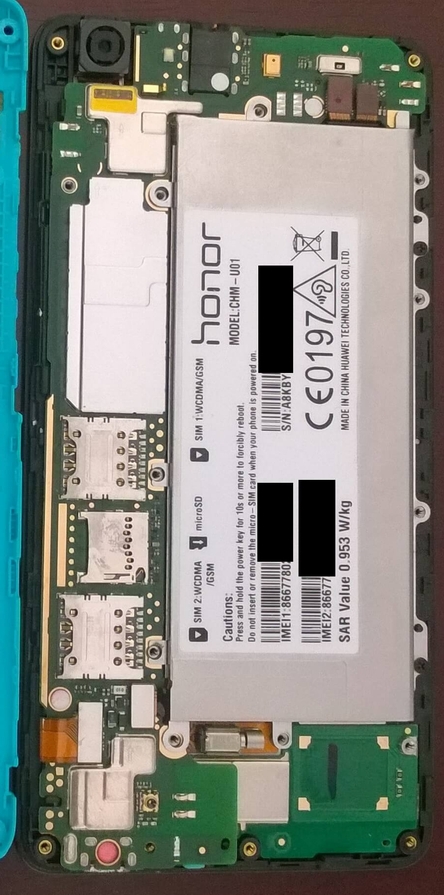 honor
MODEL:CHM-U01
SIM 1:WCDMA/GSM
microSD
SIM 2:WCDMA
/GSM
Cautions:
Press and hold the power key for 10s or more to forcibly reboot.
Do not insert or remove the micro-SIM card when your phone is powered on.
S/N:A8KBY
IMEI1:8667780
IMEI2:86677
CE0197
SAR Value 0.953 W/kg
MADE IN CHINA HUAWEI TECHNOLOGIES CO.,LTD.